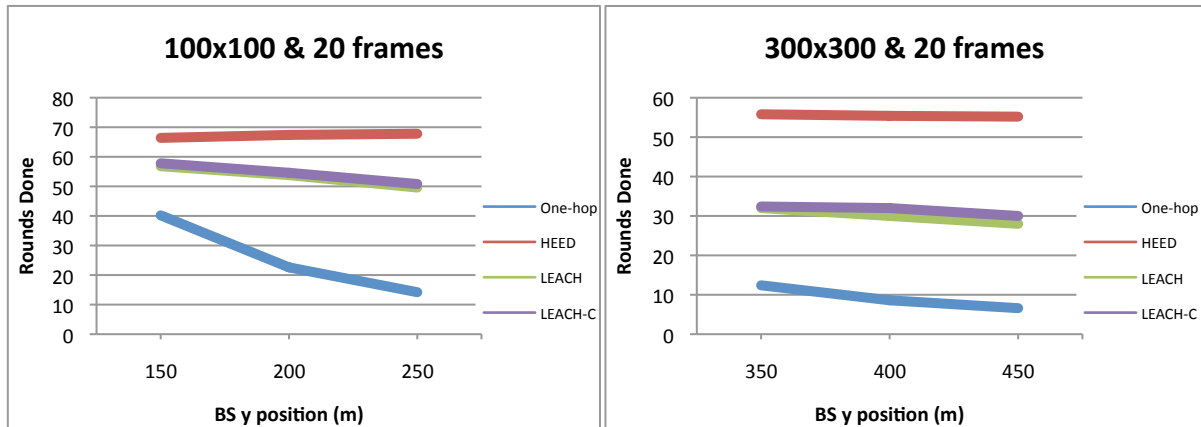 100x100 & 20 frames
80
70
60
50
40
30
20
10
0
Rounds Done
150 200 250
BS y position (m)
One-hop
HEED
LEACH
LEACH-C
300x300 & 20 frames
60
50
40
30
20
10
0
Rounds Done
350 400 450
BS y position (m)
One-hop
HEED
LEACH
LEACH-C